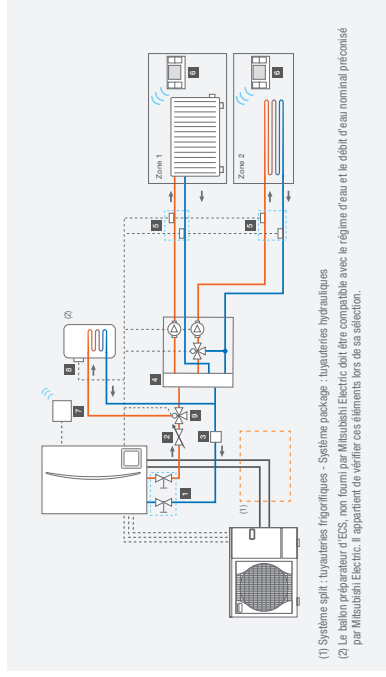 Zone 1
6
Zone 2
6
5
5
(2)
8
4
7
9
2
3
1
(1)
(1) Système split : tuyauteries frigorifiques - Système package : tuyauteries hydrauliques
(2) Le ballon préparateur d'ECS, non fourni par Mitsubishi Electric doit être compatible avec le régime d'eau et le débit d'eau nominal préconisé
par Mitsubishi Electric. Il appartient de vérifier ces éléments lors de sa sélection.